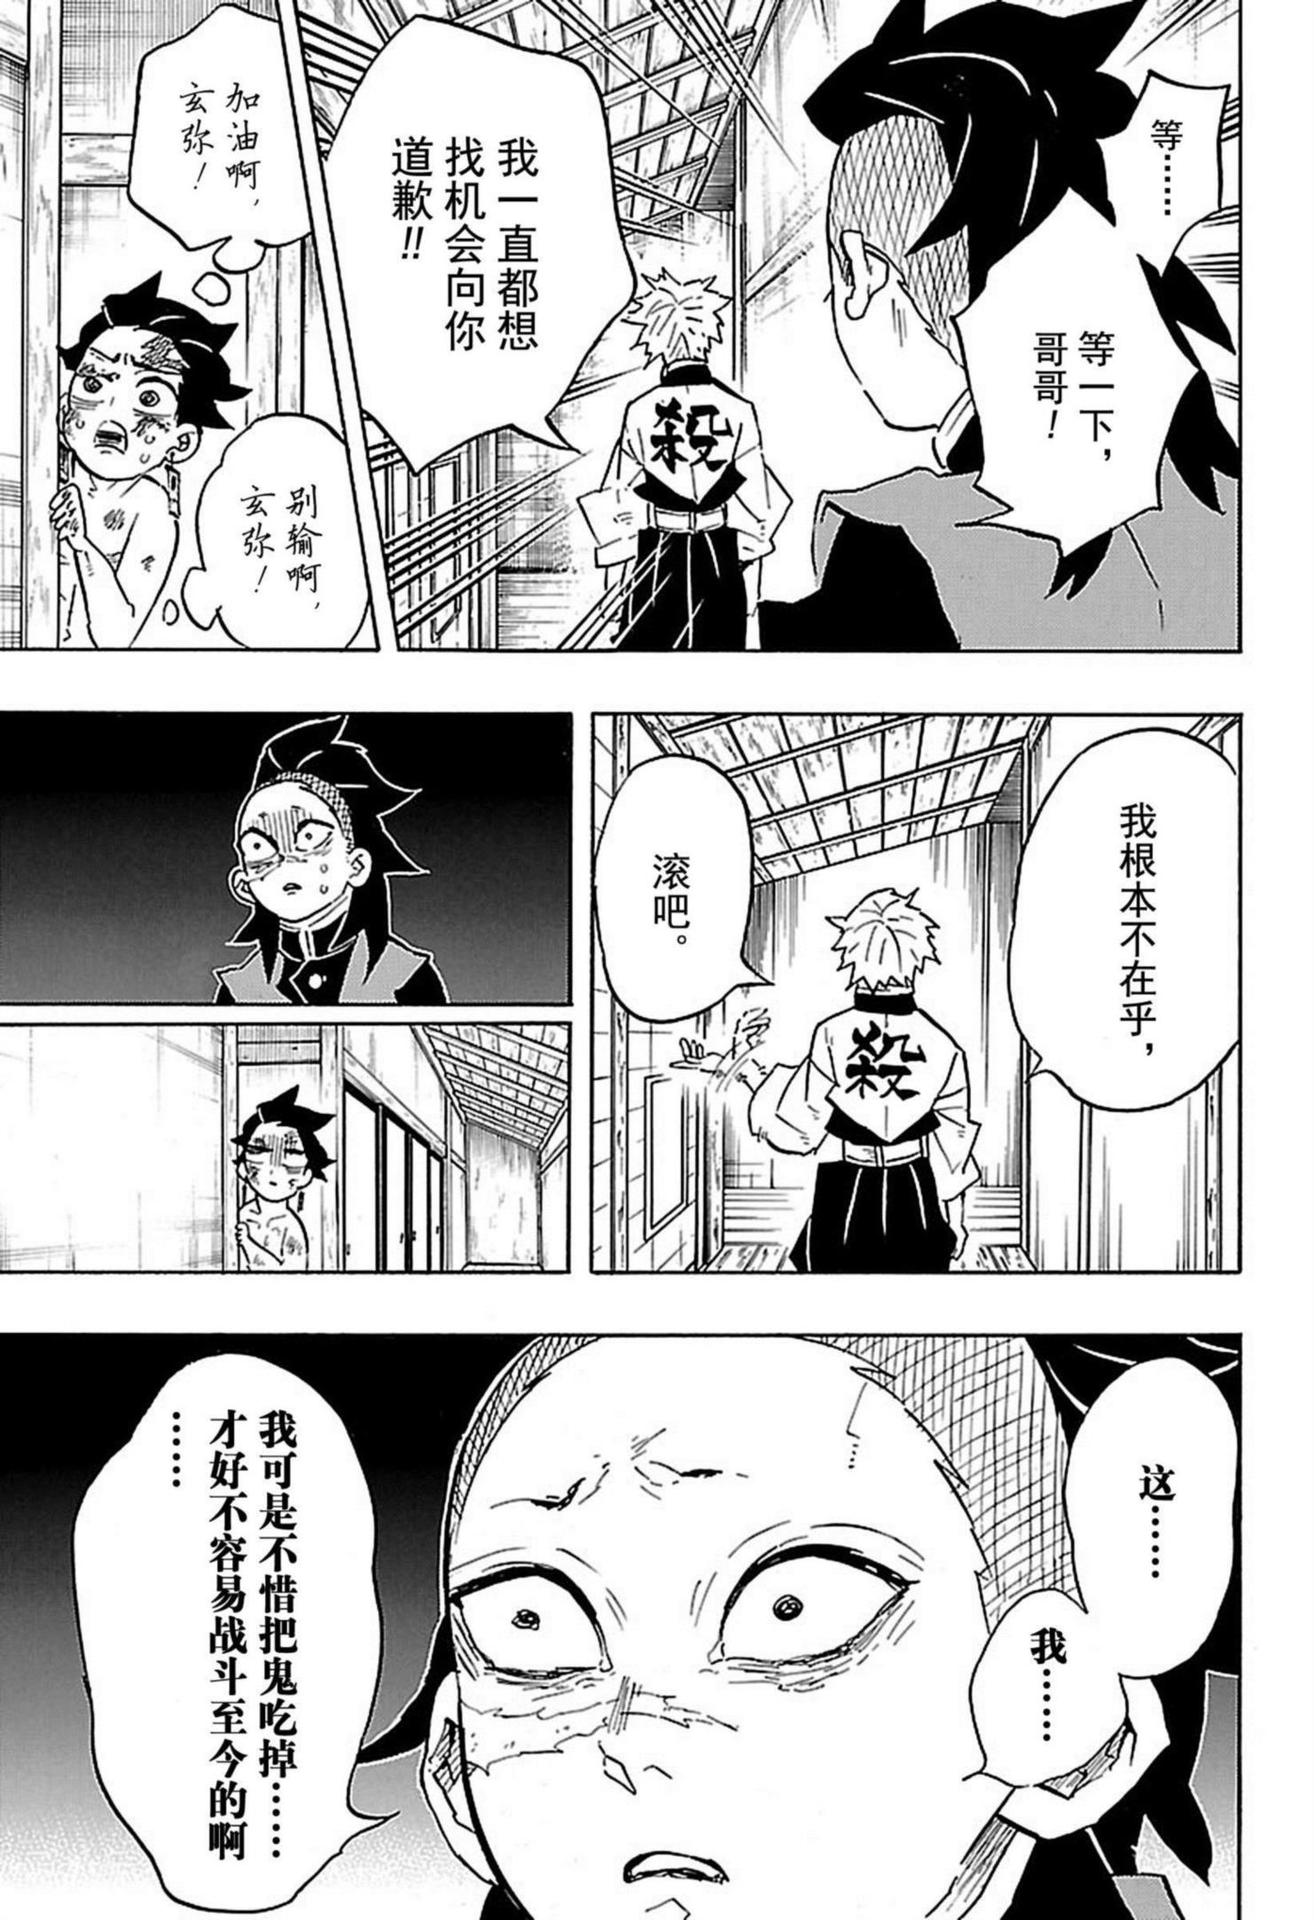 等……
等一下，
哥哥！
我一直都想
找机会向你
道歉!!
殺
加油啊，
玄弥！
别输啊，
玄弥！
我根本不在乎，
滚吧。
殺
这……
我……
我可是不惜把鬼吃掉……
才好不容易战斗至今的啊
……